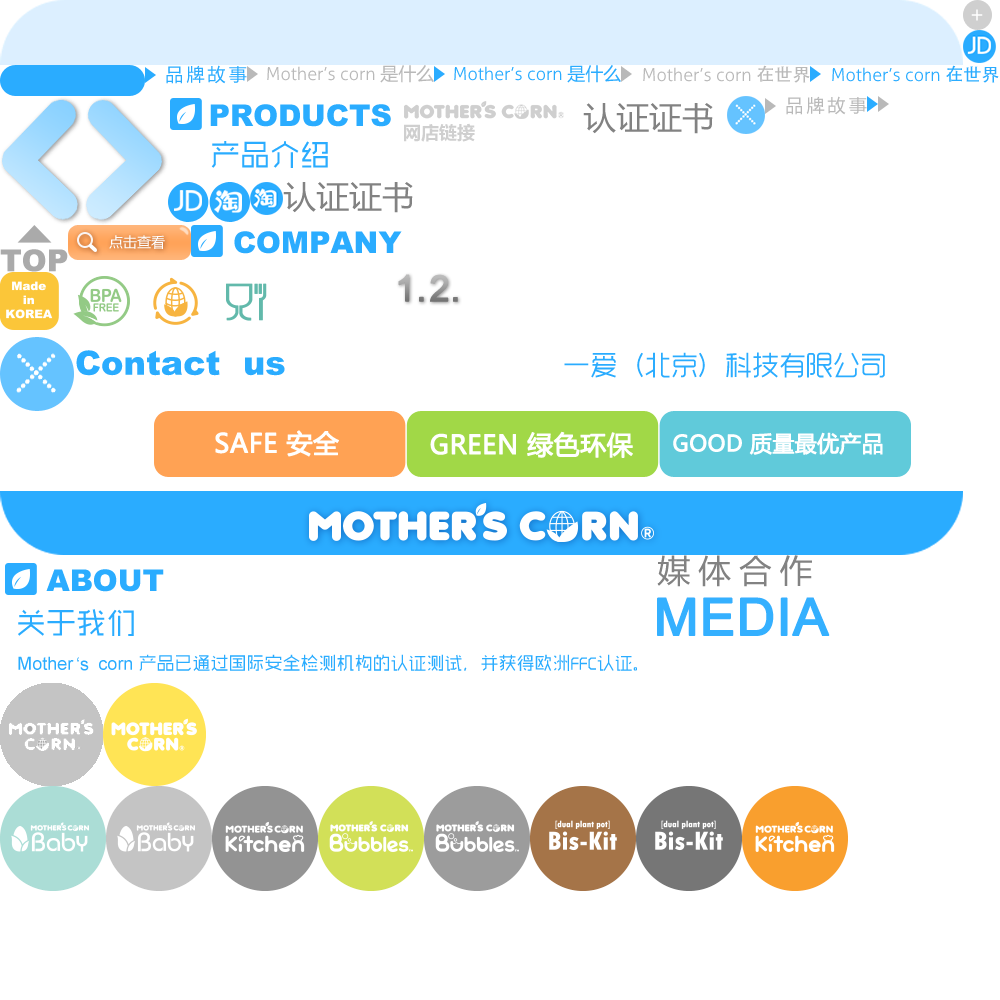 +
JD
品牌故事 Mother's corn 是什么 Mother's corn 是什么 Mother's corn 在世界 Mother's corn 在世界
PRODUCTS
产品介绍
MOTHER'S CORN®
网店链接
认证证书
品牌故事
JD 淘 淘 认证证书
TOP
点击查看
COMPANY
Made
in
KOREA
BPA
FREE
1.2.
Contact us
一爱（北京）科技有限公司
SAFE 安全
GREEN 绿色环保
GOOD 质量最优产品
MOTHER'S CORN®
ABOUT
关于我们
媒体合作
MEDIA
Mother‘s corn 产品已通过国际安全检测机构的认证测试，并获得欧洲FFC认证。
MOTHER'S
CORN
MOTHER'S
CORN
MOTHER'S CORN
Baby
MOTHER'S CORN
Baby
MOTHER'S CORN
Kitchen
MOTHER'S CORN
Bubbles™
MOTHER'S CORN
Bubbles™
[dual plant pot]
Bis-Kit
[dual plant pot]
Bis-Kit
MOTHER'S CORN
Kitchen